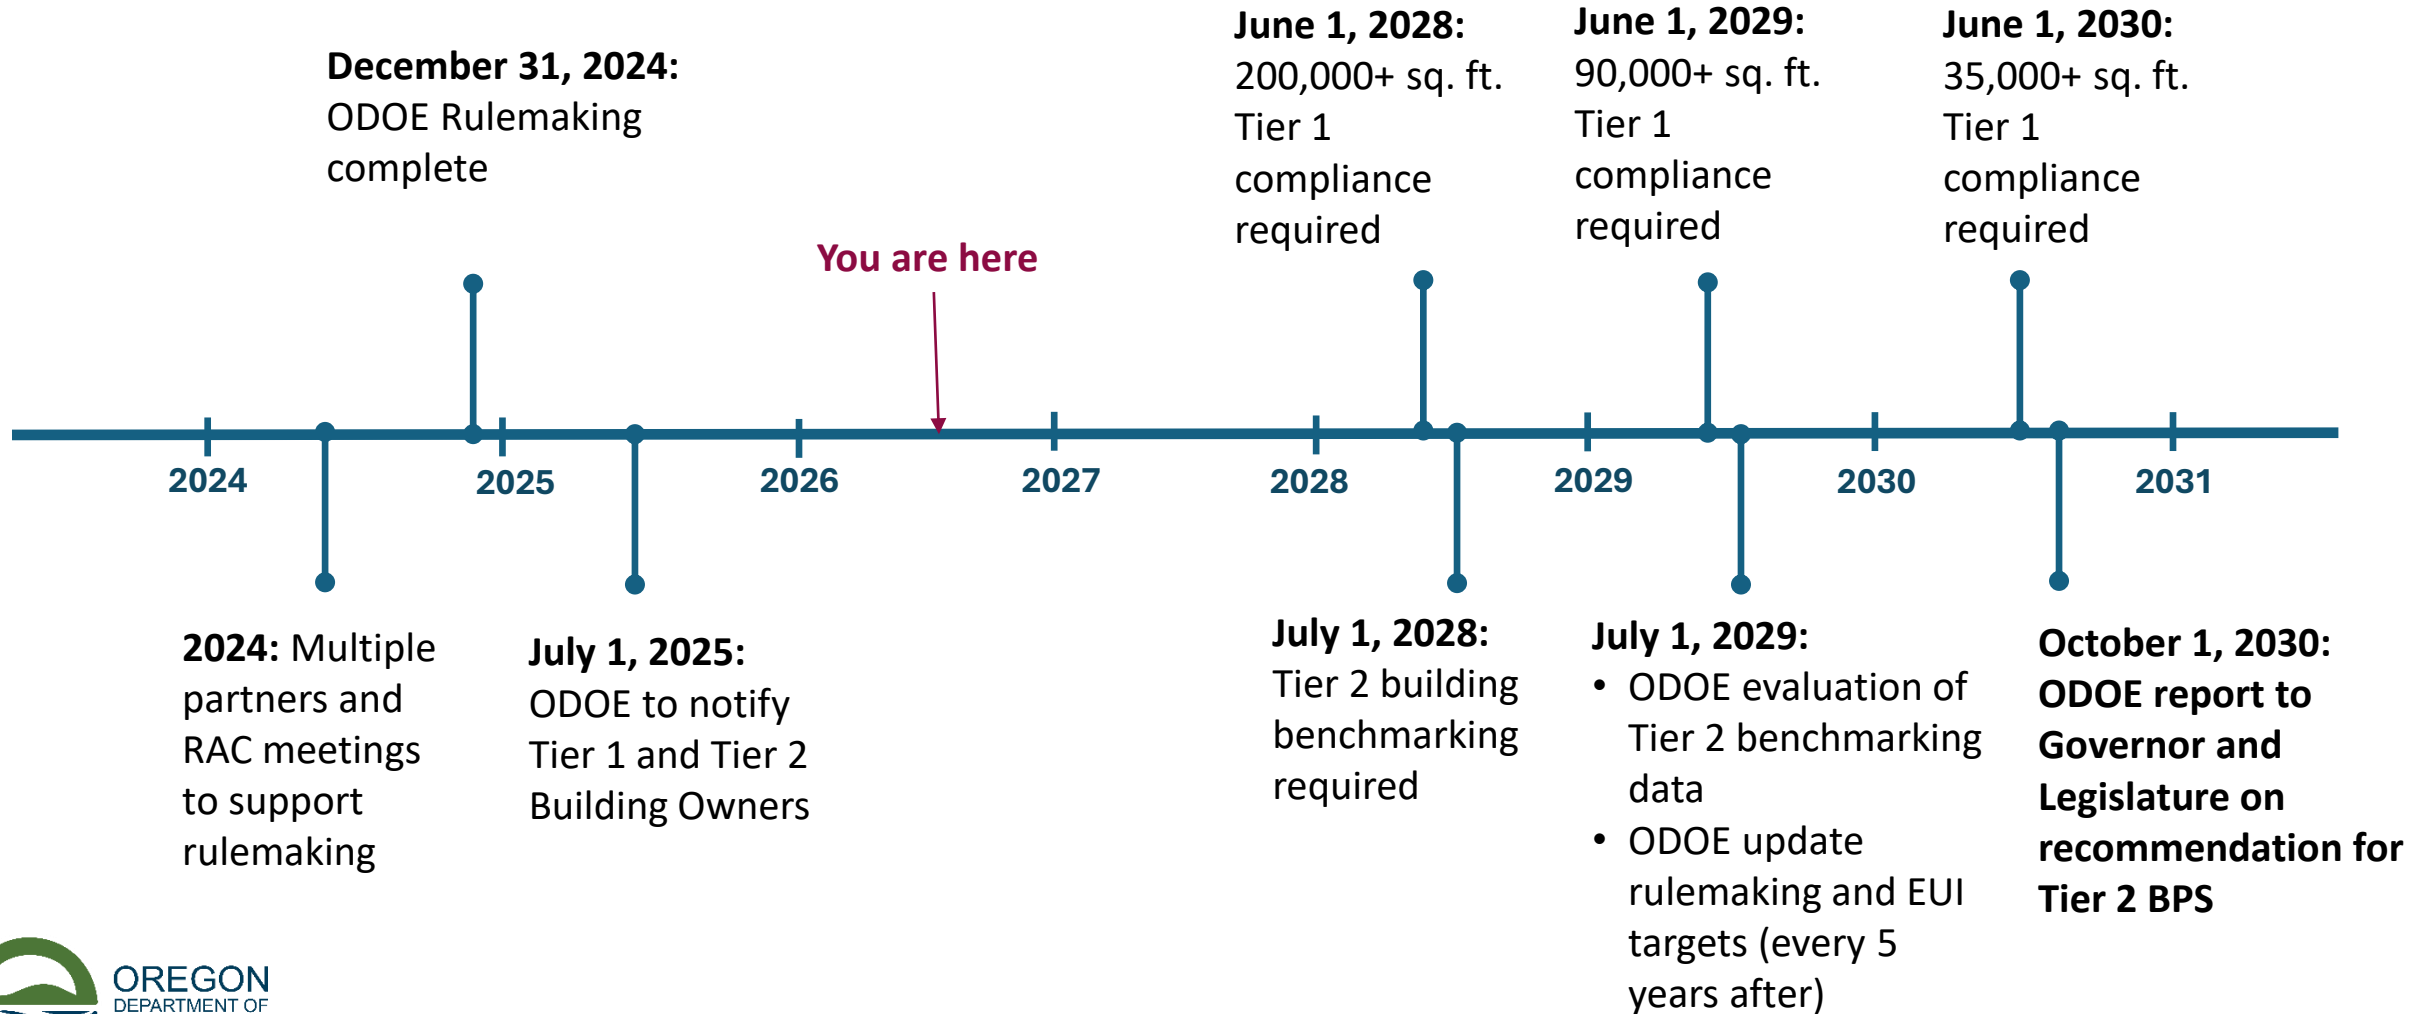 December 31, 2024:
ODOE Rulemaking
complete
You are here
June 1, 2028:
200,000+ sq. ft.
Tier 1
compliance
required
June 1, 2029:
90,000+ sq. ft.
Tier 1
compliance
required
June 1, 2030:
35,000+ sq. ft.
Tier 1
compliance
required
2024
2025
2026
2027
2028
2029
2030
2031
2024: Multiple
partners and
RAC meetings
to support
rulemaking
July 1, 2025:
ODOE to notify
Tier 1 and Tier 2
Building Owners
July 1, 2028:
Tier 2 building
benchmarking
required
July 1, 2029:
• ODOE evaluation of
Tier 2 benchmarking
data
• ODOE update
rulemaking and EUI
targets (every 5
years after)
October 1, 2030:
ODOE report to
Governor and
Legislature on
recommendation for
Tier 2 BPS
OREGON
DEPARTMENT OF